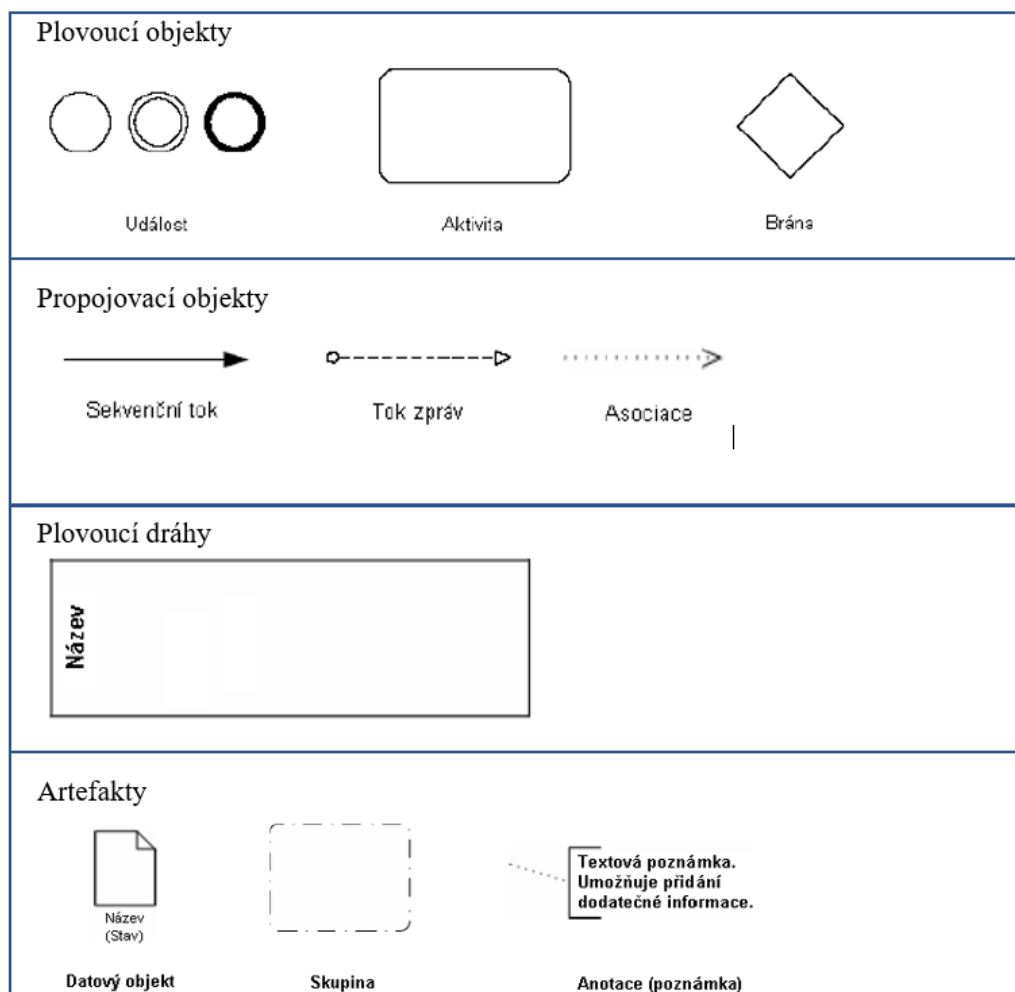 Plovoucí objekty
Událost
Aktivita
Brána
Propojovací objekty
Sekvenční tok
Tok zpráv
Asociace
Plovoucí dráhy
Název
Artefakty
Název
(Stav)
Textová poznámka.
Umožňuje přidání
dodatečné informace.
Datový objekt
Skupina
Anotace (poznámka)